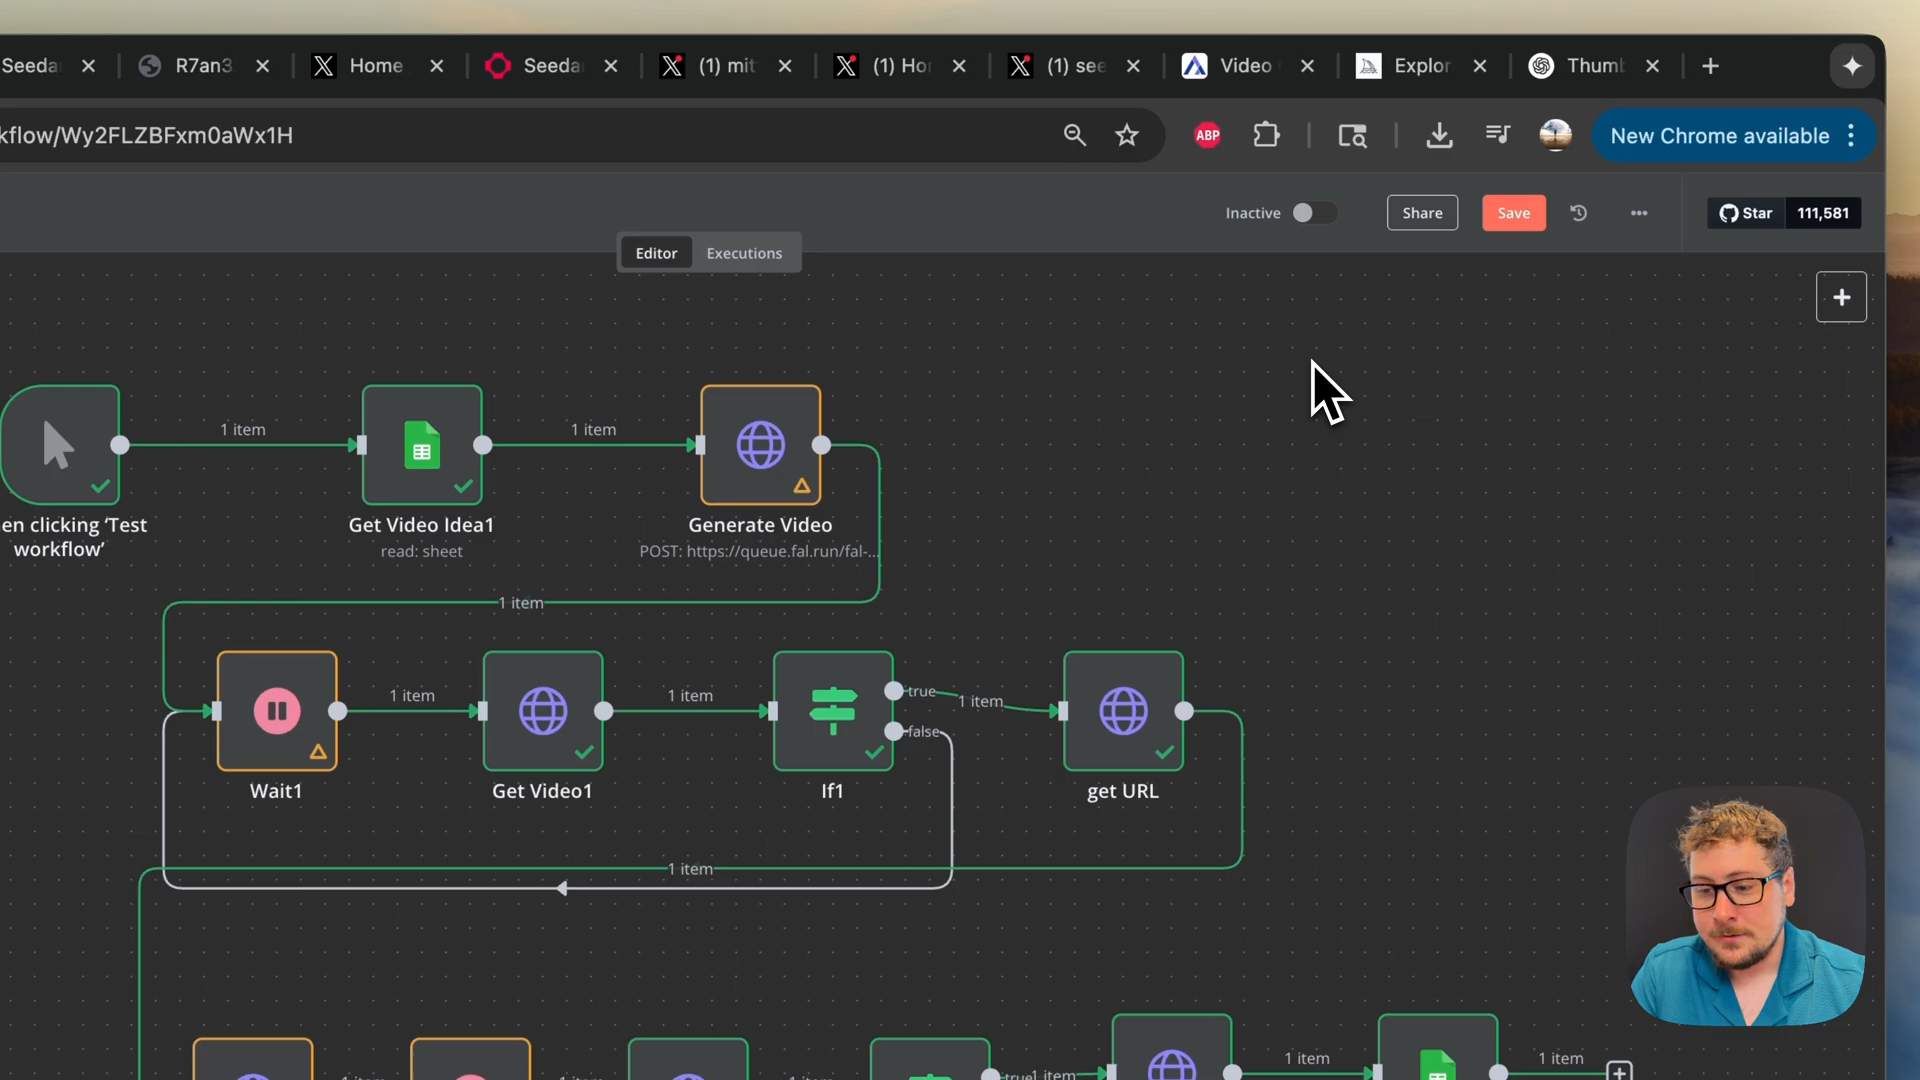 Seeda
R7an3
Home
Seeda
(1) mit
(1) Hor
(1) see
Video
Explor
Thumb
kflow/Wy2FLZBFxm0aWx1H
ABP
New Chrome available
Inactive
Share
Save
Star
111,581
Editor
Executions
1 item
1 item
en clicking ‘Test
workflow’
Get Video Idea1
read: sheet
Generate Video
POST: https://queue.fal.run/fal-...
1 item
1 item
1 item
true
1 item
false
Wait1
Get Video1
If1
get URL
1 item
1 item
1 item
true
1 item